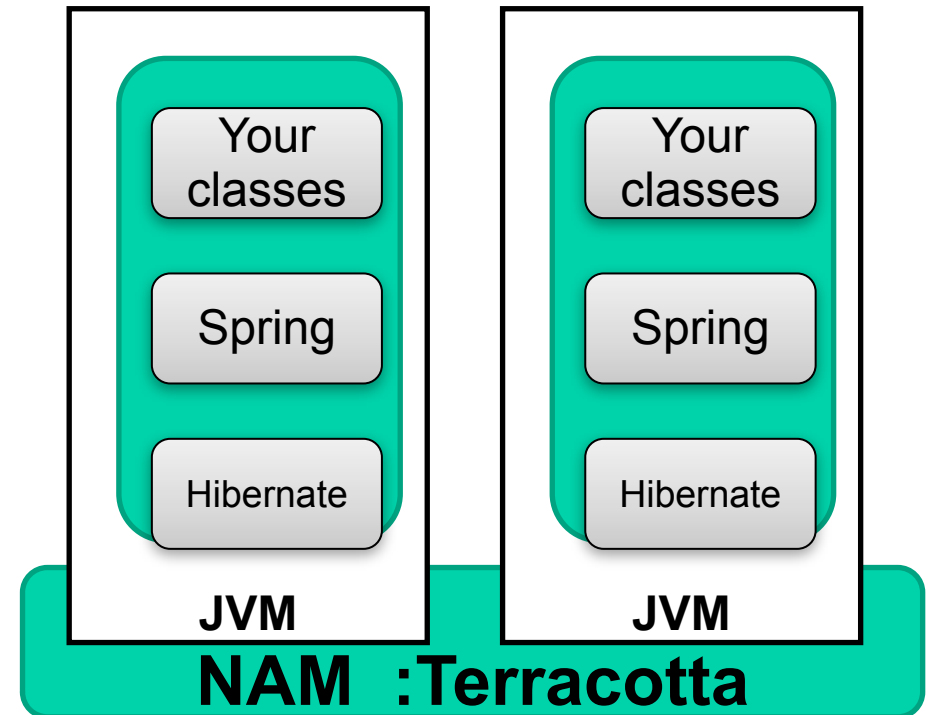 Your
classes
Spring
Hibernate
JVM
Your
classes
Spring
Hibernate
JVM
NAM :Terracotta